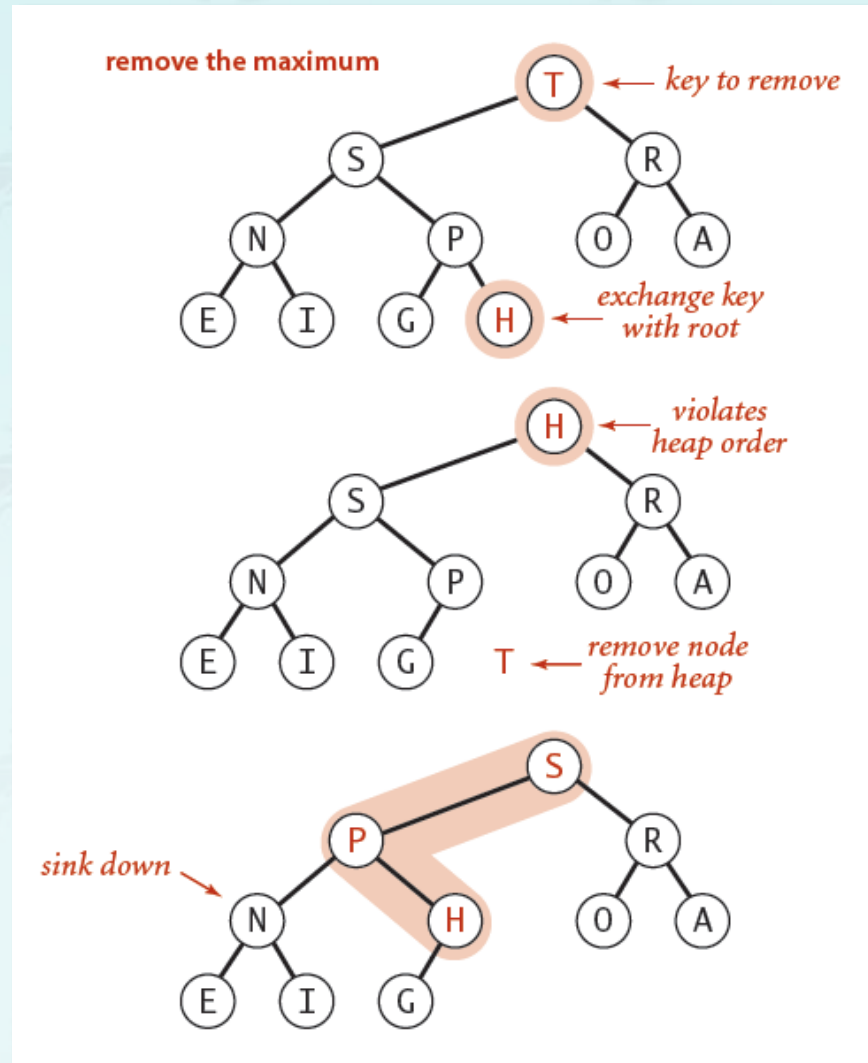 remove the maximum
T
key to remove
S
R
N
P
O
A
E
I
G
H
exchange key
with root
H
violates
heap order
S
R
N
P
O
A
E
I
G
T
remove node
from heap
S
P
R
sink down
N
H
O
A
E
I
G